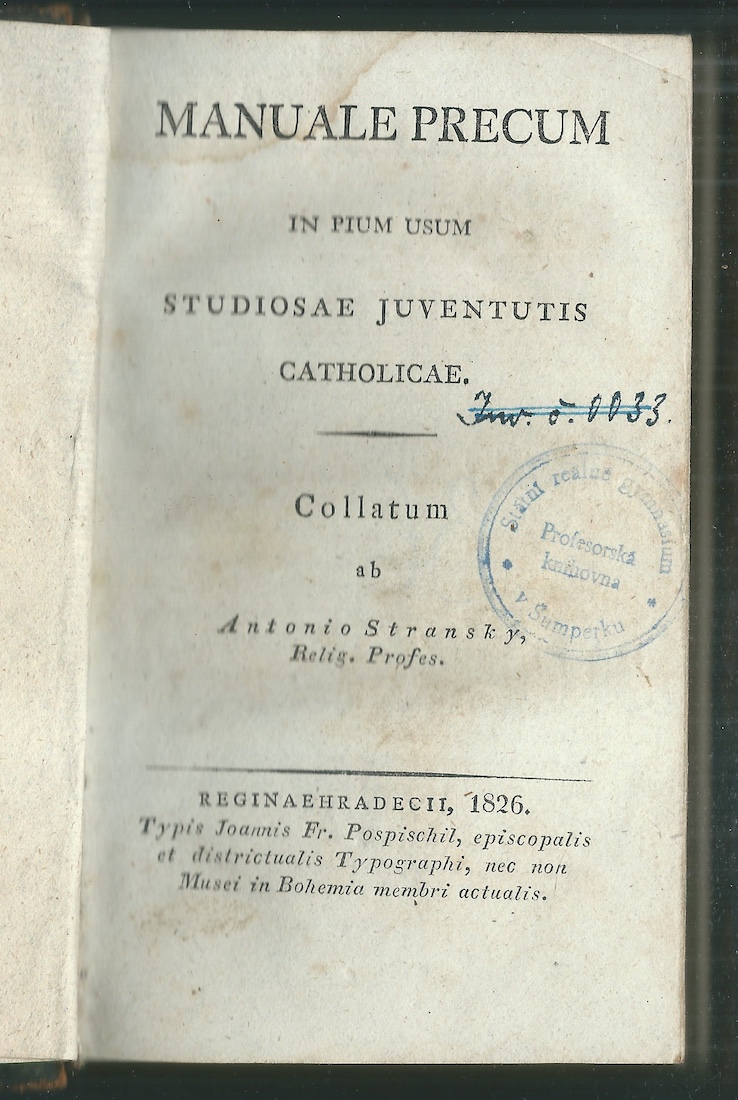 MANUALE PRECUM
IN PIUM USUM
STUDIOSAE JUVENTUTIS
CATHOLICAE.
Inv. č. 0033.
Collatum
ab
Antonio Stransky,
Relig. Profes.
Státní reálné gymnasium
Profesorská
knihovna
v Šumperku
REGINAEHRADECII, 1826.
Typis Joannis Fr. Pospischil, episcopalis
et districtualis Typographi, nec non
Musei in Bohemia membri actualis.